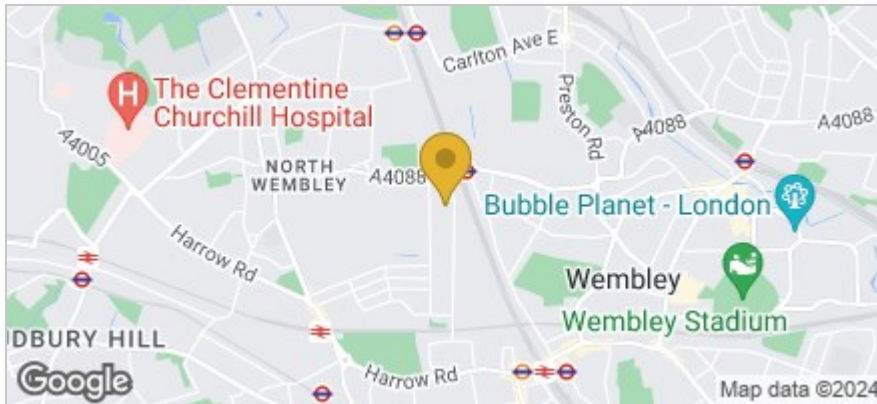 Carlton Ave E
The Clementine
Churchill Hospital
H
Preston Rd
A4088
A4088
A4005
NORTH
WEMBLEY
A4088
Bubble Planet - London
Harrow Rd
Wembley
Wembley Stadium
UDBURY HILL
Harrow Rd
Google
Map data ©2024